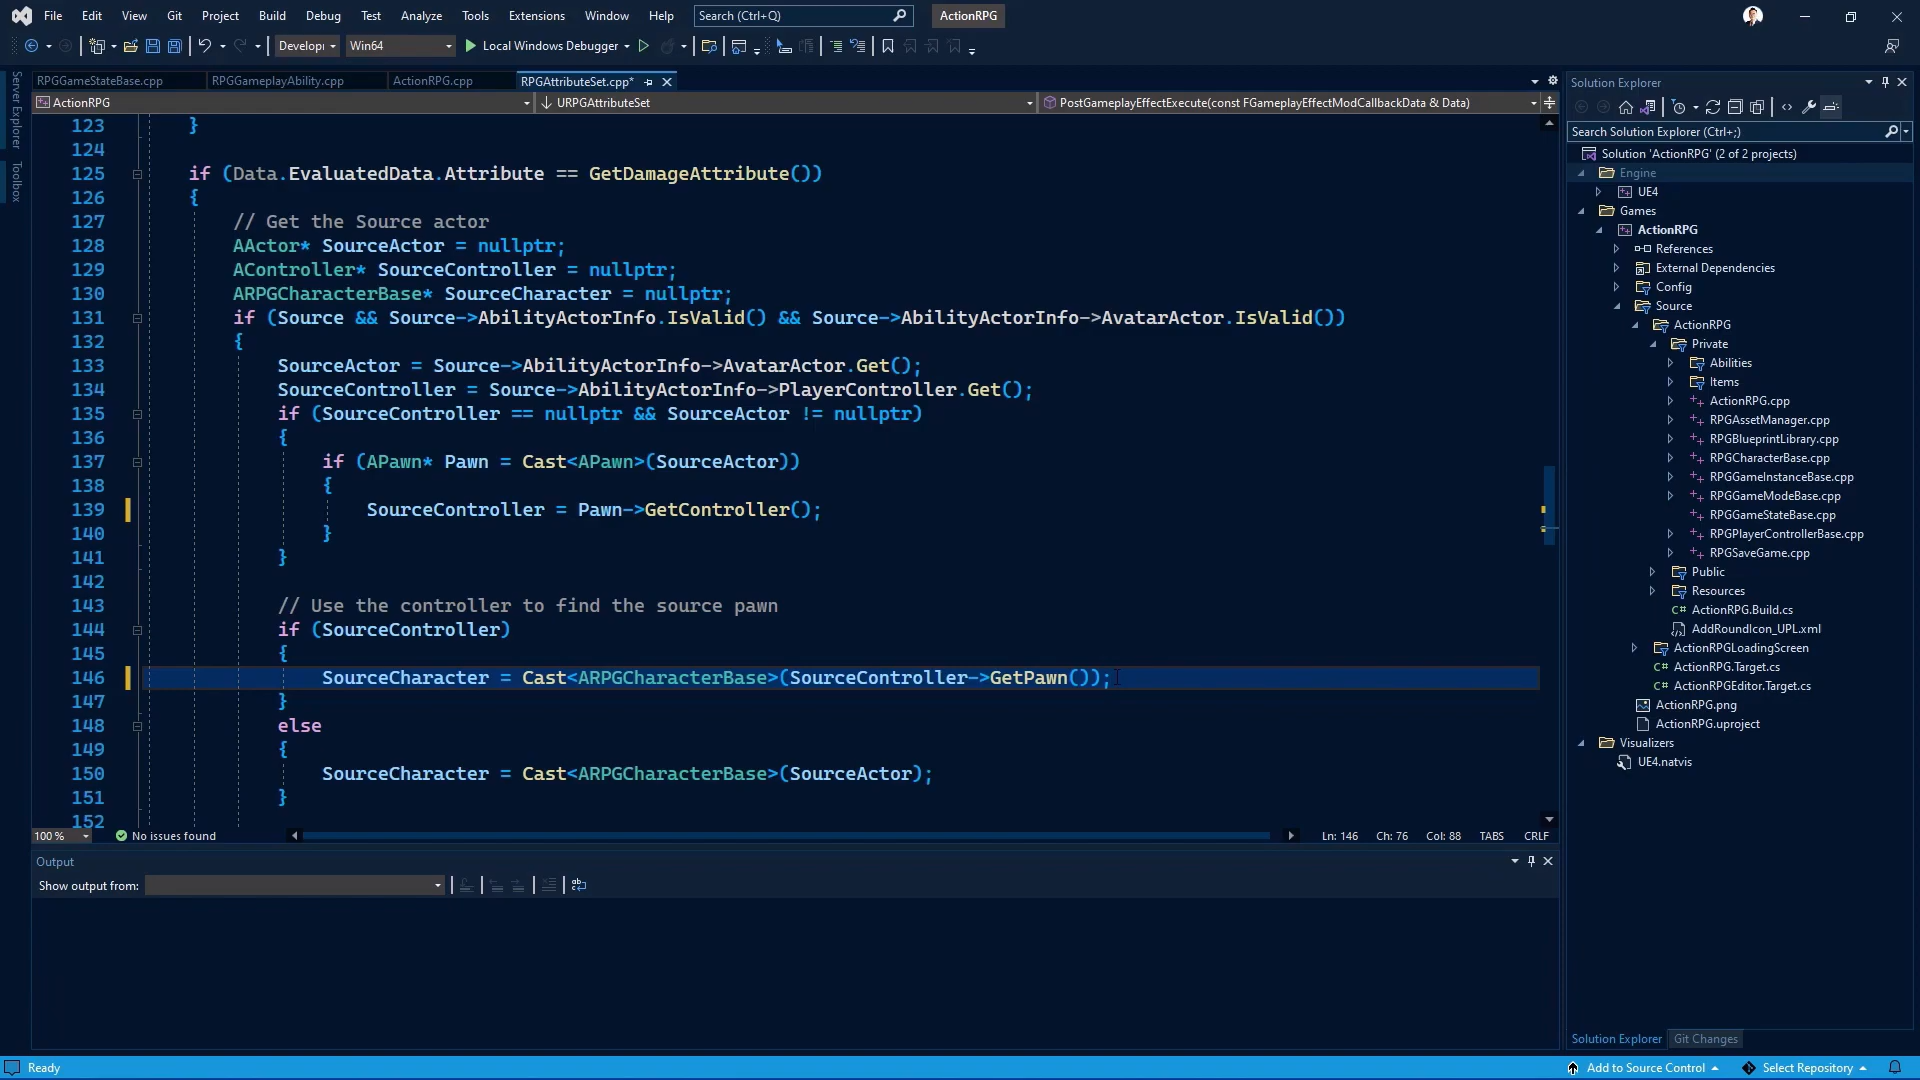 File Edit View Git Project Build Debug Test Analyze Tools Extensions Window Help Search (Ctrl+Q) ActionRPG
Developi Win64 Local Windows Debugger
Server Explorer
Toolbox
RPGGameStateBase.cpp RPGGameplayAbility.cpp ActionRPG.cpp RPGAttributeSet.cpp*
ActionRPG URPGAttributeSet PostGameplayEffectExecute(const FGameplayEffectModCallbackData & Data)
123 }
124
125 if (Data.EvaluatedData.Attribute == GetDamageAttribute())
126 {
127 // Get the Source actor
128 AActor* SourceActor = nullptr;
129 AController* SourceController = nullptr;
130 ARPGCharacterBase* SourceCharacter = nullptr;
131 if (Source && Source->AbilityActorInfo.IsValid() && Source->AbilityActorInfo->AvatarActor.IsValid())
132 {
133 SourceActor = Source->AbilityActorInfo->AvatarActor.Get();
134 SourceController = Source->AbilityActorInfo->PlayerController.Get();
135 if (SourceController == nullptr && SourceActor != nullptr)
136 {
137 if (APawn* Pawn = Cast<APawn>(SourceActor))
138 {
139 SourceController = Pawn->GetController();
140 }
141 }
142
143 // Use the controller to find the source pawn
144 if (SourceController)
145 {
146 SourceCharacter = Cast<ARPGCharacterBase>(SourceController->GetPawn());
147 }
148 else
149 {
150 SourceCharacter = Cast<ARPGCharacterBase>(SourceActor);
151 }
152
100 % No issues found Ln: 146 Ch: 76 Col: 88 TABS CRLF
Output
Show output from:
Solution Explorer
Search Solution Explorer (Ctrl+;)
Solution 'ActionRPG' (2 of 2 projects)
Engine
UE4
Games
ActionRPG
References
External Dependencies
Config
Source
ActionRPG
Private
Abilities
Items
ActionRPG.cpp
RPGAssetManager.cpp
RPGBlueprintLibrary.cpp
RPGCharacterBase.cpp
RPGGameInstanceBase.cpp
RPGGameModeBase.cpp
RPGGameStateBase.cpp
RPGPlayerControllerBase.cpp
RPGSaveGame.cpp
Public
Resources
ActionRPG.Build.cs
AddRoundIcon_UPL.xml
ActionRPGLoadingScreen
ActionRPG.Target.cs
ActionRPGEditor.Target.cs
ActionRPG.png
ActionRPG.uproject
Visualizers
UE4.natvis
Solution Explorer Git Changes
Ready Add to Source Control Select Repository